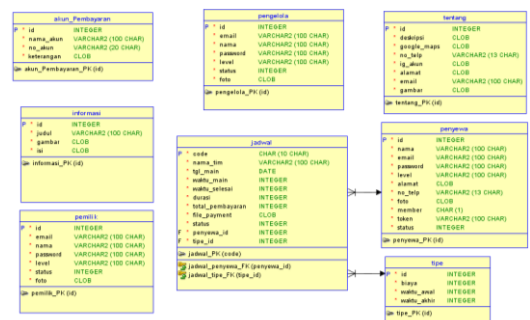 akun_Pembayaran
P * id INTEGER
* nama_akun VARCHAR2 (100 CHAR)
* no_akun VARCHAR2 (20 CHAR)
* keterangan CLOB
akun_Pembayaran_PK (id)
pengelola
P * id INTEGER
* email VARCHAR2 (100 CHAR)
* nama VARCHAR2 (100 CHAR)
* password VARCHAR2 (100 CHAR)
* level VARCHAR2 (100 CHAR)
* status INTEGER
* foto CLOB
pengelola_PK (id)
tentang
P * id INTEGER
* deskripsi CLOB
* google_maps CLOB
* no_telp VARCHAR2 (13 CHAR)
* ig_akun CLOB
* alamat CLOB
* email VARCHAR2 (100 CHAR)
* gambar CLOB
tentang_PK (id)
informasi
P * id INTEGER
* judul VARCHAR2 (100 CHAR)
* gambar CLOB
* isi CLOB
informasi_PK (id)
jadwal
P * code CHAR (10 CHAR)
* nama_tim VARCHAR2 (100 CHAR)
* tgl_main DATE
* waktu_main INTEGER
* waktu_selesai INTEGER
* durasi INTEGER
* total_pembayaran INTEGER
* file_payment CLOB
* status INTEGER
F * penyewa_id INTEGER
F * tipe_id INTEGER
jadwal_PK (code)
jadwal_penyewa_FK (penyewa_id)
jadwal_tipe_FK (tipe_id)
penyewa
P * id INTEGER
* nama VARCHAR2 (100 CHAR)
* email VARCHAR2 (100 CHAR)
* password VARCHAR2 (100 CHAR)
* level VARCHAR2 (100 CHAR)
* alamat CLOB
* no_telp VARCHAR2 (13 CHAR)
* foto CLOB
* member CHAR (1)
* token VARCHAR2 (100 CHAR)
* status INTEGER
penyewa_PK (id)
pemilik
P * id INTEGER
* email VARCHAR2 (100 CHAR)
* nama VARCHAR2 (100 CHAR)
* password VARCHAR2 (100 CHAR)
* level VARCHAR2 (100 CHAR)
* status INTEGER
* foto CLOB
pemilik_PK (id)
tipe
P * id INTEGER
* biaya INTEGER
* waktu_awal INTEGER
* waktu_akhir INTEGER
tipe_PK (id)